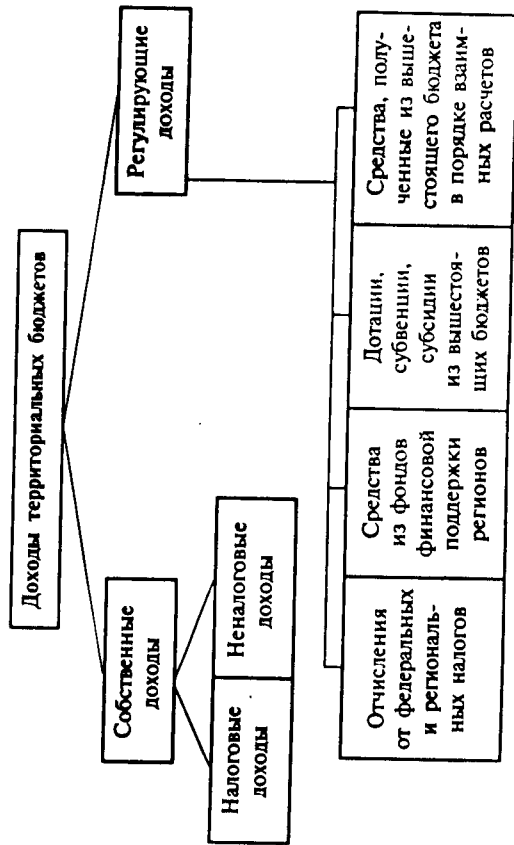 Доходы территориальных бюджетов
Собственные
доходы
Регулирующие
доходы
Налоговые
доходы
Неналоговые
доходы
Отчисления
от федеральных
и региональ-
ных налогов
Средства
из фондов
финансовой
поддержки
регионов
Дотации,
субвенции,
субсидии
из вышестоя-
щих бюджетов
Средства, полу-
ченные из выше-
стоящего бюджета
в порядке взаим-
ных расчетов